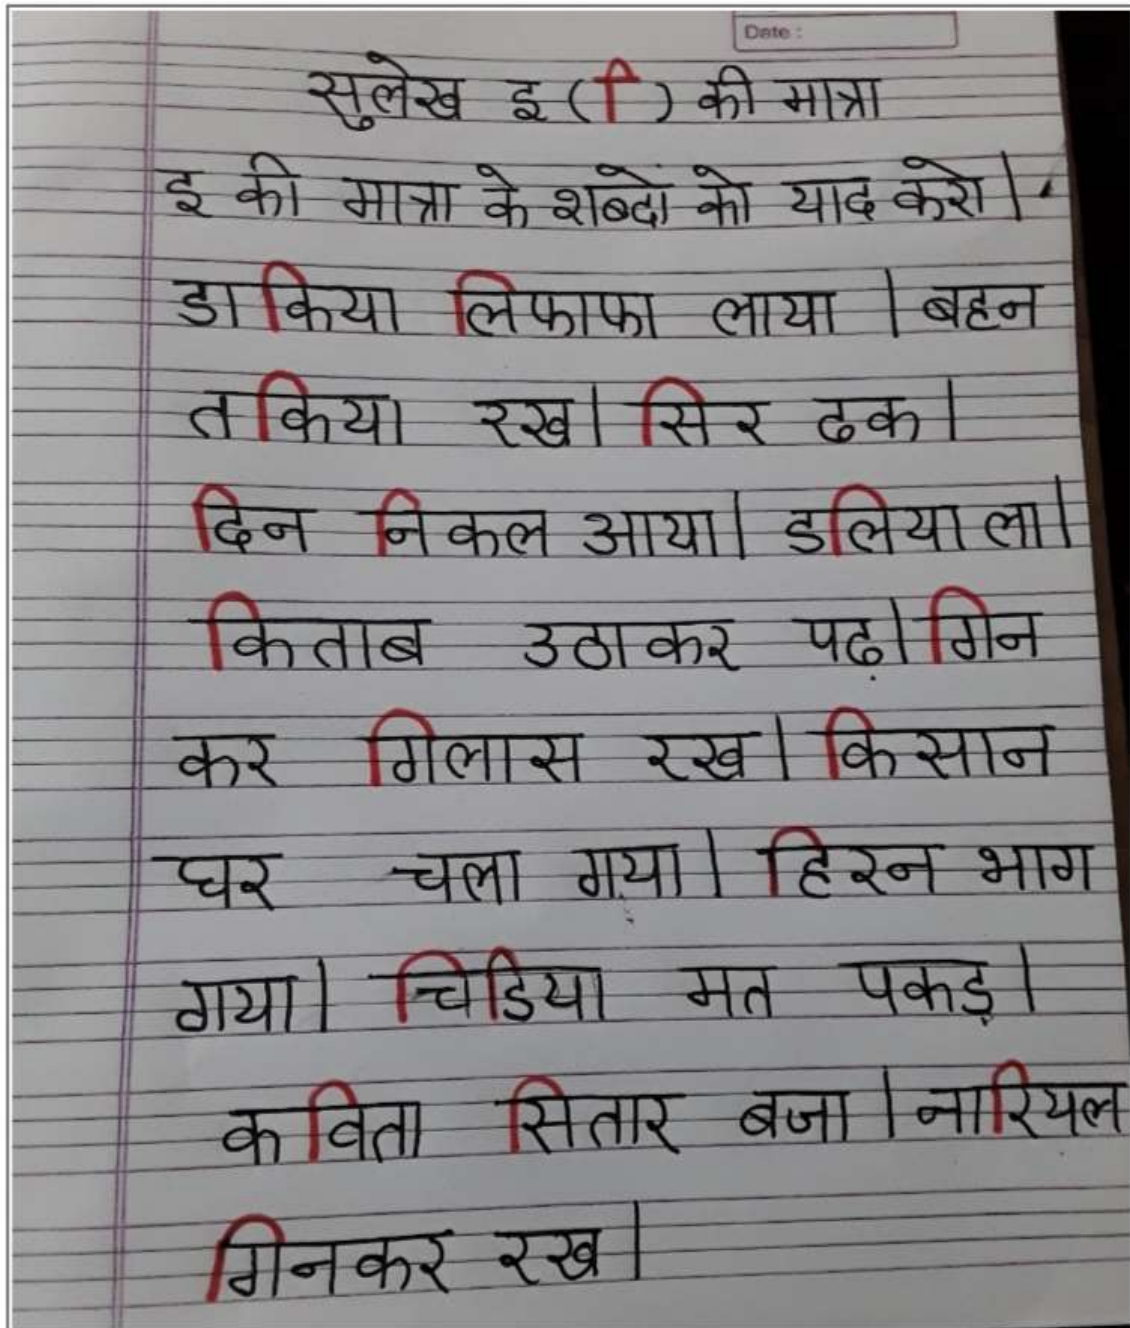 Date :
सुलेख इ (ि) की मात्रा
इ की मात्रा के शब्दों को याद करो।
डाकिया लिफाफा लाया। बहन
तकिया रख। सिर ढक।
दिन निकल आया। डलिया ला।
किताब उठाकर पढ़। गिन
कर गिलास रख। किसान
घर चला गया। हिरन भाग
गया। चिडिया मत पकड़।
कविता सितार बजा। नारियल
गिनकर रख।